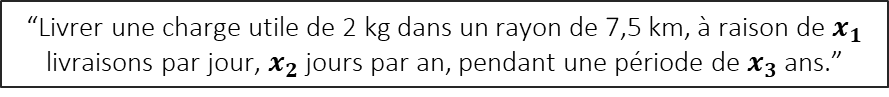 “Livrer une charge utile de 2 kg dans un rayon de 7,5 km, à raison de x₁
livraisons par jour, x₂ jours par an, pendant une période de x₃ ans.”